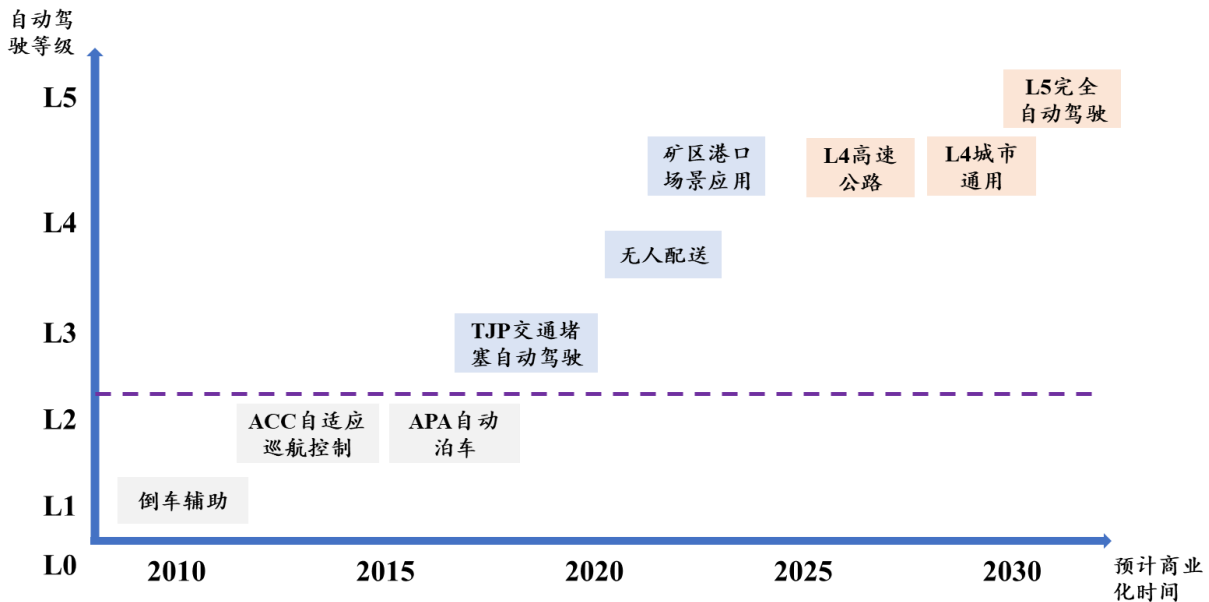 自动驾
驶等级
L5
L4
L3
L2
L1
L0
L5完全
自动驾驶
矿区港口
场景应用
L4高速
公路
L4城市
通用
无人配送
TJP交通堵
塞自动驾驶
ACC自适应
巡航控制
APA自动
泊车
倒车辅助
2010
2015
2020
2025
2030
预计商业
化时间